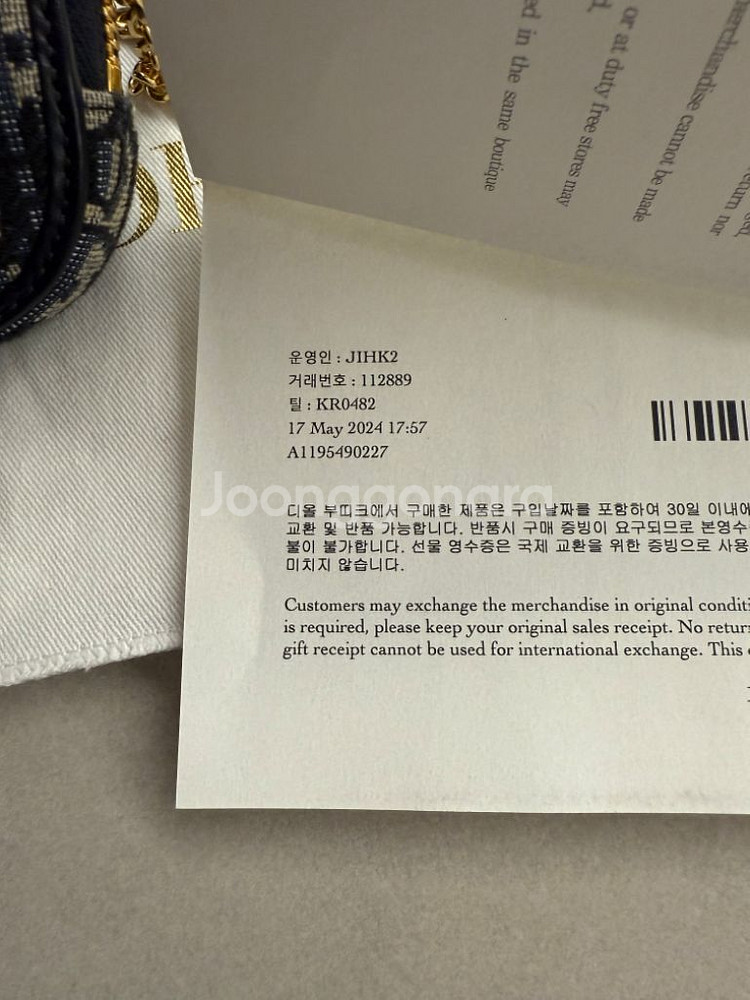 in the same boutique
or at duty free stores may
merchandise cannot be made
nor
운영인 : JIHK2
거래번호 : 112889
틸 : KR0482
17 May 2024 17:57
A1195490227
Joonggonara
디올 부띠크에서 구매한 제품은 구입날짜를 포함하여 30일 이내에
교환 및 반품 가능합니다. 반품시 구매 증빙이 요구되므로 본영수
불이 불가합니다. 선물 영수증은 국제 교환을 위한 증빙으로 사용
미치지 않습니다.
Customers may exchange the merchandise in original conditi
is required, please keep your original sales receipt. No retur
gift receipt cannot be used for international exchange. This